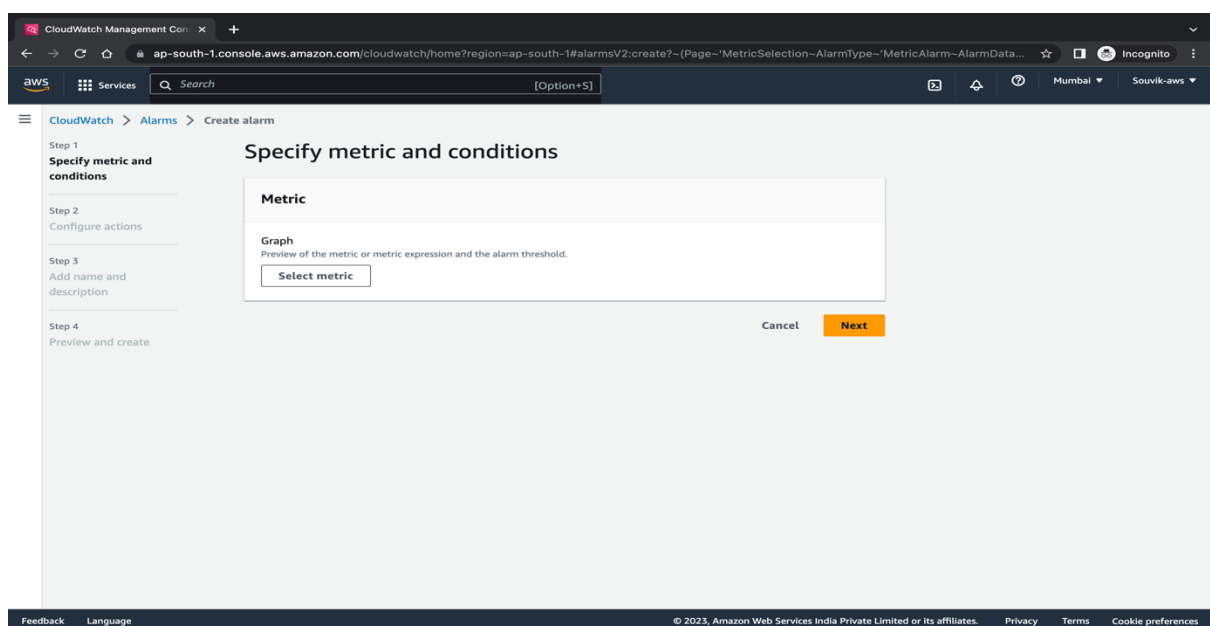 CloudWatch Management Con
ap-south-1.console.aws.amazon.com/cloudwatch/home?region=ap-south-1#alarmsV2:create?~(Page~'MetricSelection~AlarmType~'MetricAlarm~AlarmData...
Incognito
aws
Services
Search
[Option+S]
Mumbai
Souvik-aws
CloudWatch > Alarms > Create alarm
Step 1
Specify metric and
conditions
Step 2
Configure actions
Step 3
Add name and
description
Step 4
Preview and create
Specify metric and conditions
Metric
Graph
Preview of the metric or metric expression and the alarm threshold.
Select metric
Cancel
Next
Feedback
Language
© 2023, Amazon Web Services India Private Limited or its affiliates.
Privacy
Terms
Cookie preferences